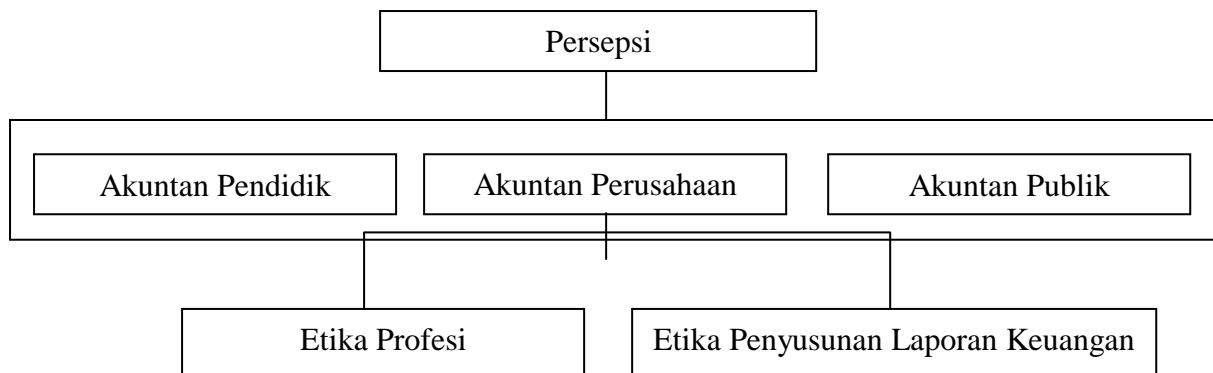 Persepsi
Akuntan Pendidik
Akuntan Perusahaan
Akuntan Publik
Etika Profesi
Etika Penyusunan Laporan Keuangan